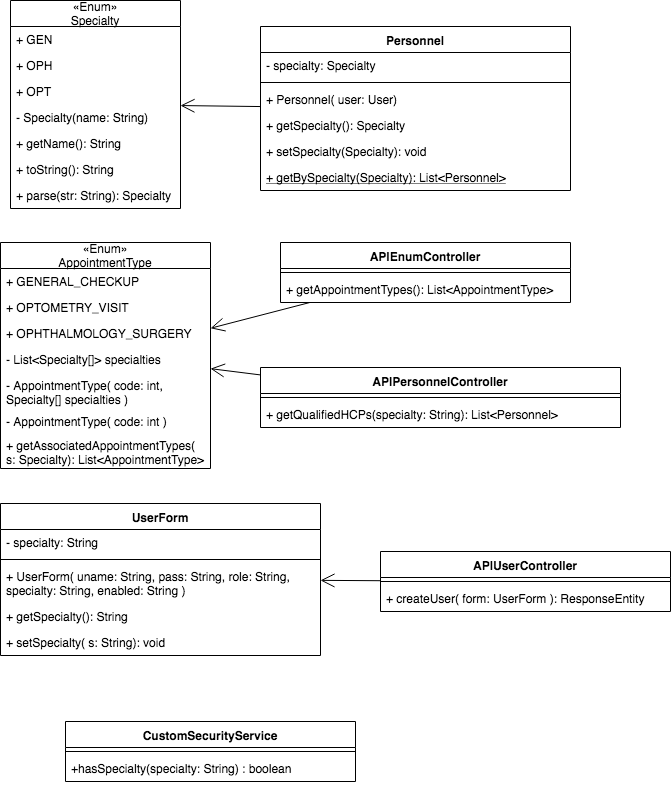 «Enum»
Specialty
+ GEN
+ OPH
+ OPT
- Specialty(name: String)
+ getName(): String
+ toString(): String
+ parse(str: String): Specialty
Personnel
- specialty: Specialty
+ Personnel( user: User)
+ getSpecialty(): Specialty
+ setSpecialty(Specialty): void
+ getBySpecialty(Specialty): List<Personnel>
«Enum»
AppointmentType
+ GENERAL_CHECKUP
+ OPTOMETRY_VISIT
+ OPHTHALMOLOGY_SURGERY
- List<Specialty[]> specialties
- AppointmentType( code: int,
Specialty[] specialties )
- AppointmentType( code: int )
+ getAssociatedAppointmentTypes(
s: Specialty): List<AppointmentType>
APIEnumController
+ getAppointmentTypes(): List<AppointmentType>
APIPersonnelController
+ getQualifiedHCPs(specialty: String): List<Personnel>
UserForm
- specialty: String
+ UserForm( uname: String, pass: String, role: String,
specialty: String, enabled: String )
+ getSpecialty(): String
+ setSpecialty( s: String): void
APIUserController
+ createUser( form: UserForm ): ResponseEntity
CustomSecurityService
+hasSpecialty(specialty: String) : boolean